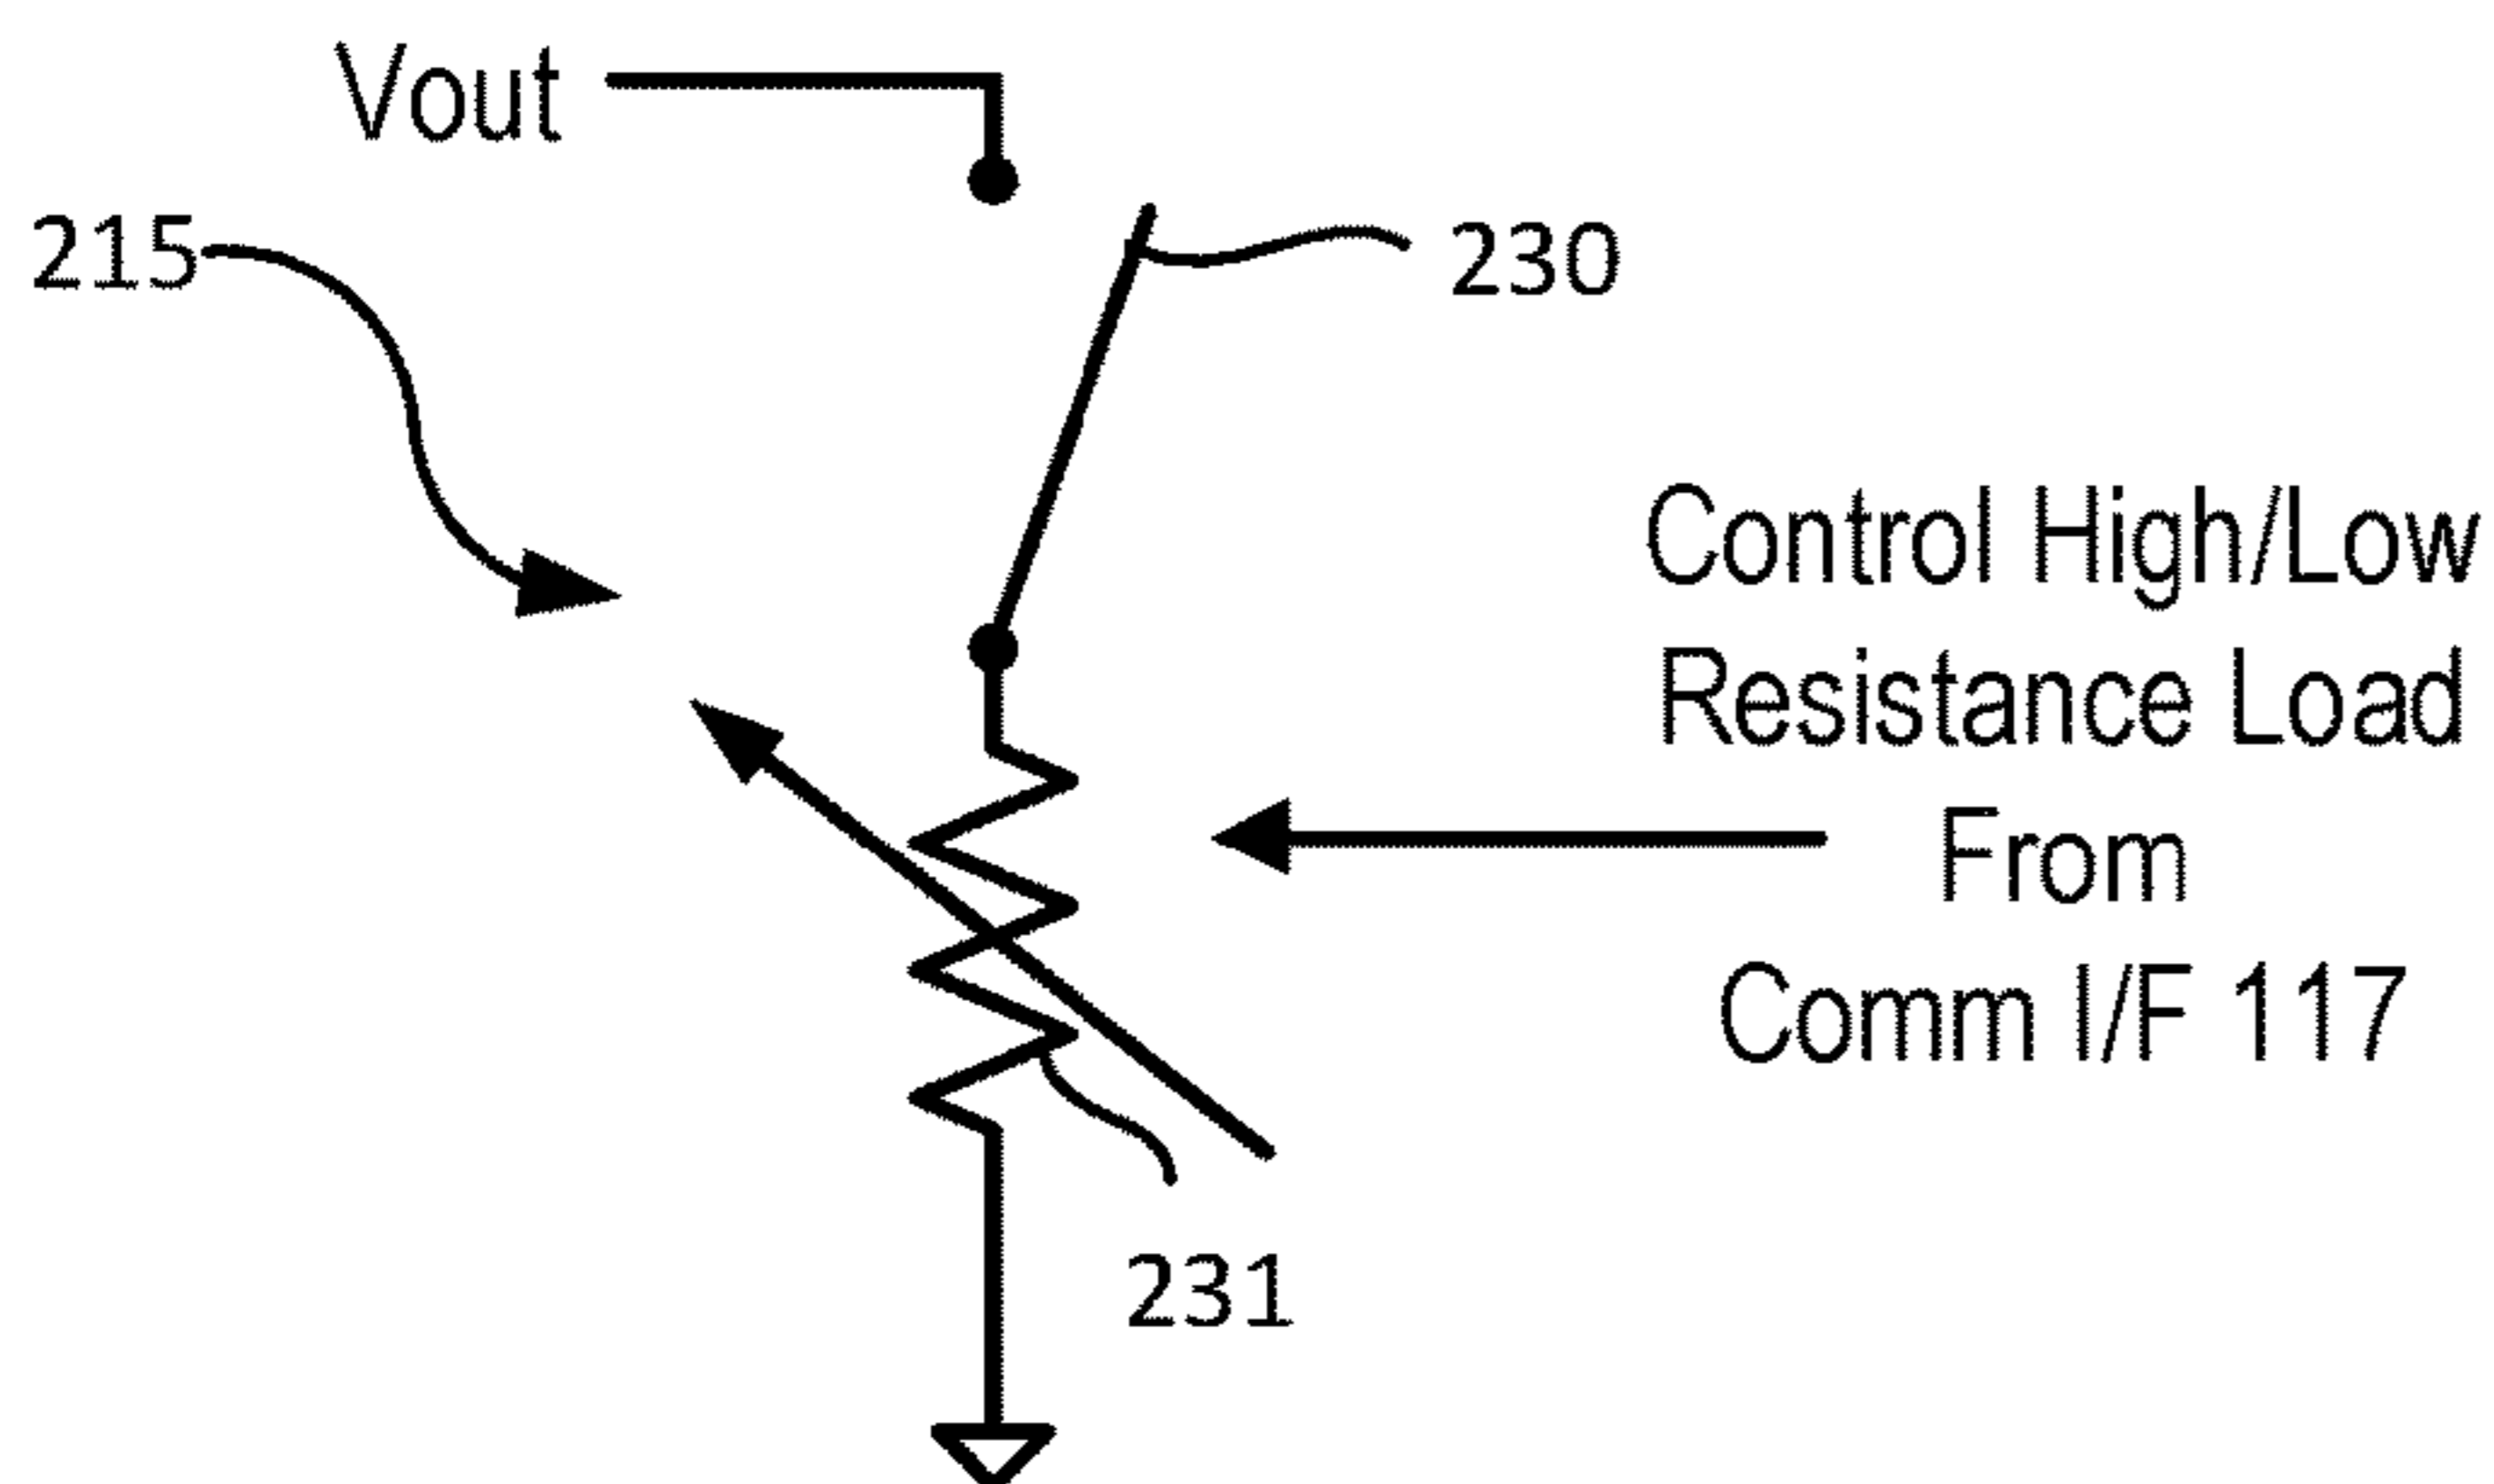 Vout
215
230
Control High/Low
Resistance Load
From
Comm I/F 117
231